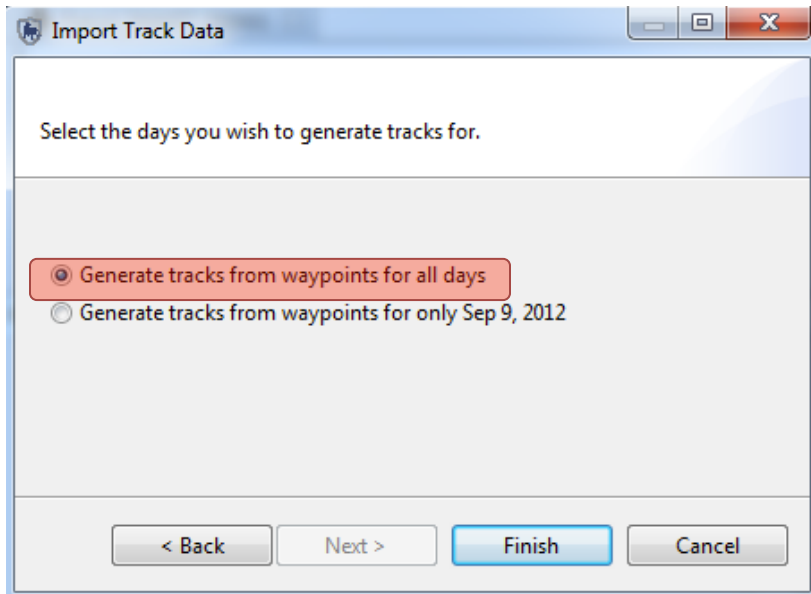 Import Track Data
Select the days you wish to generate tracks for.
Generate tracks from waypoints for all days
Generate tracks from waypoints for only Sep 9, 2012
< Back Next > Finish Cancel